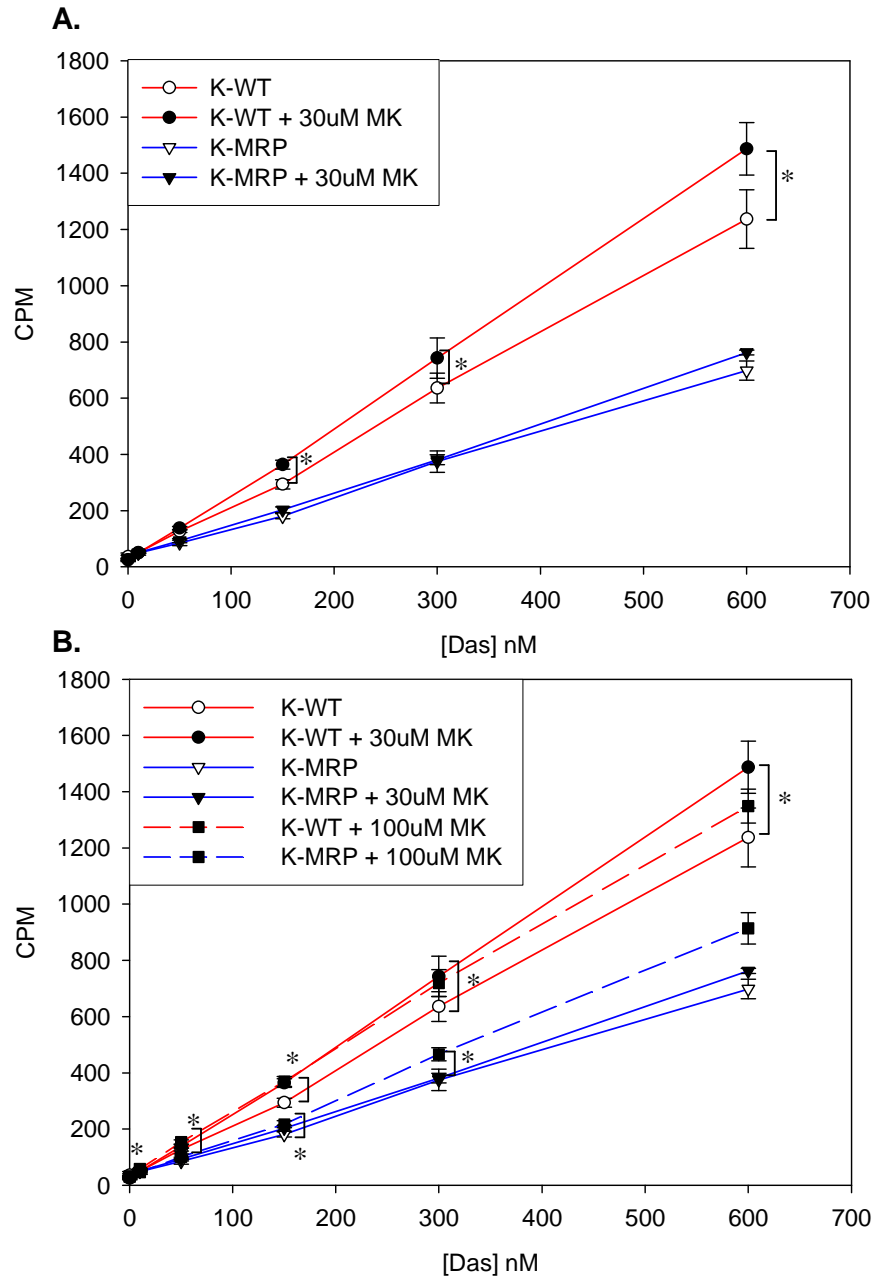 A.
1800
1600
1400
1200
1000
800
600
400
200
0
CPM
K-WT
K-WT + 30uM MK
K-MRP
K-MRP + 30uM MK
*
*
*
0 100 200 300 400 500 600 700
[Das] nM
B.
1800
1600
1400
1200
1000
800
600
400
200
0
CPM
K-WT
K-WT + 30uM MK
K-MRP
K-MRP + 30uM MK
K-WT + 100uM MK
K-MRP + 100uM MK
*
*
*
*
*
*
*
0 100 200 300 400 500 600 700
[Das] nM